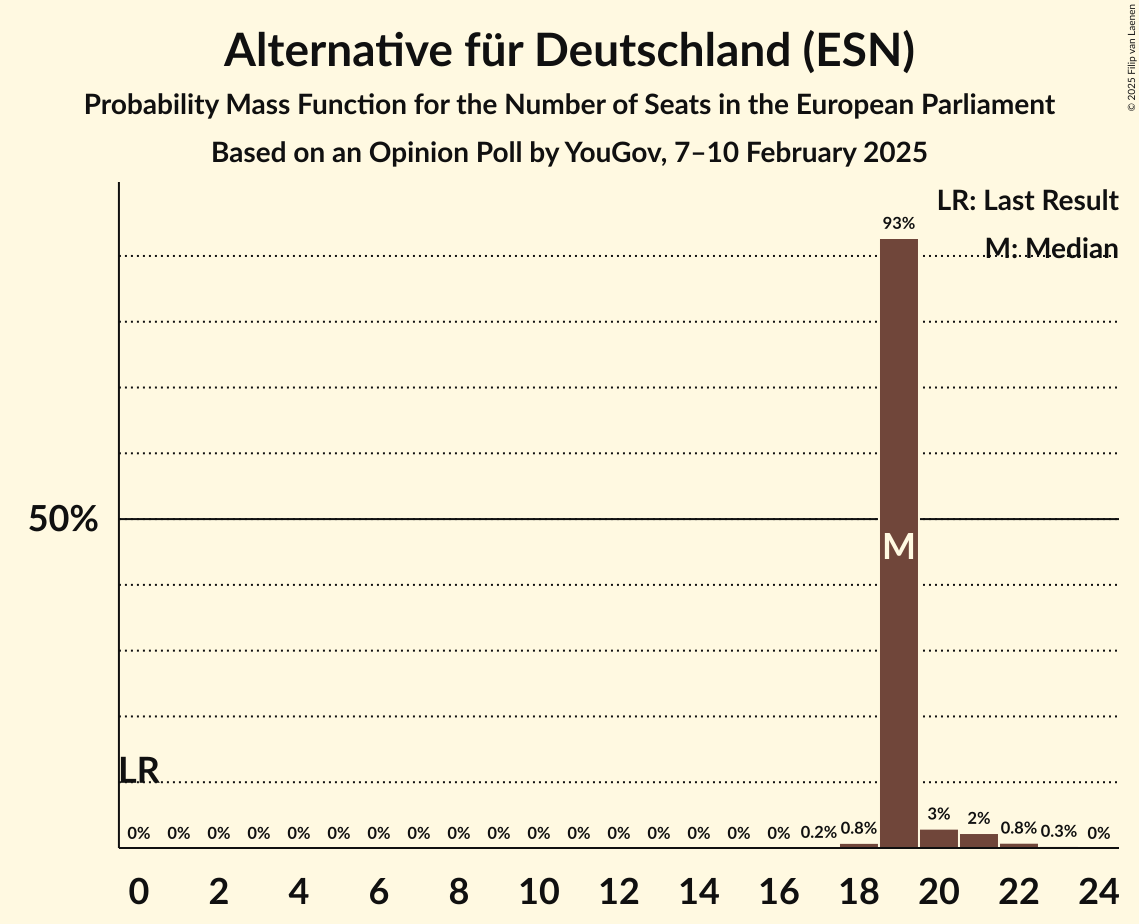 Alternative für Deutschland (ESN)
Probability Mass Function for the Number of Seats in the European Parliament
Based on an Opinion Poll by YouGov, 7–10 February 2025
© 2025 Filip van Laenen
LR: Last Result
M: Median
93%
50%
M
LR
0% 0% 0% 0% 0% 0% 0% 0% 0% 0% 0% 0% 0% 0% 0% 0% 0% 0.2% 0.8% 3% 2% 0.8% 0.3% 0%
0 2 4 6 8 10 12 14 16 18 20 22 24